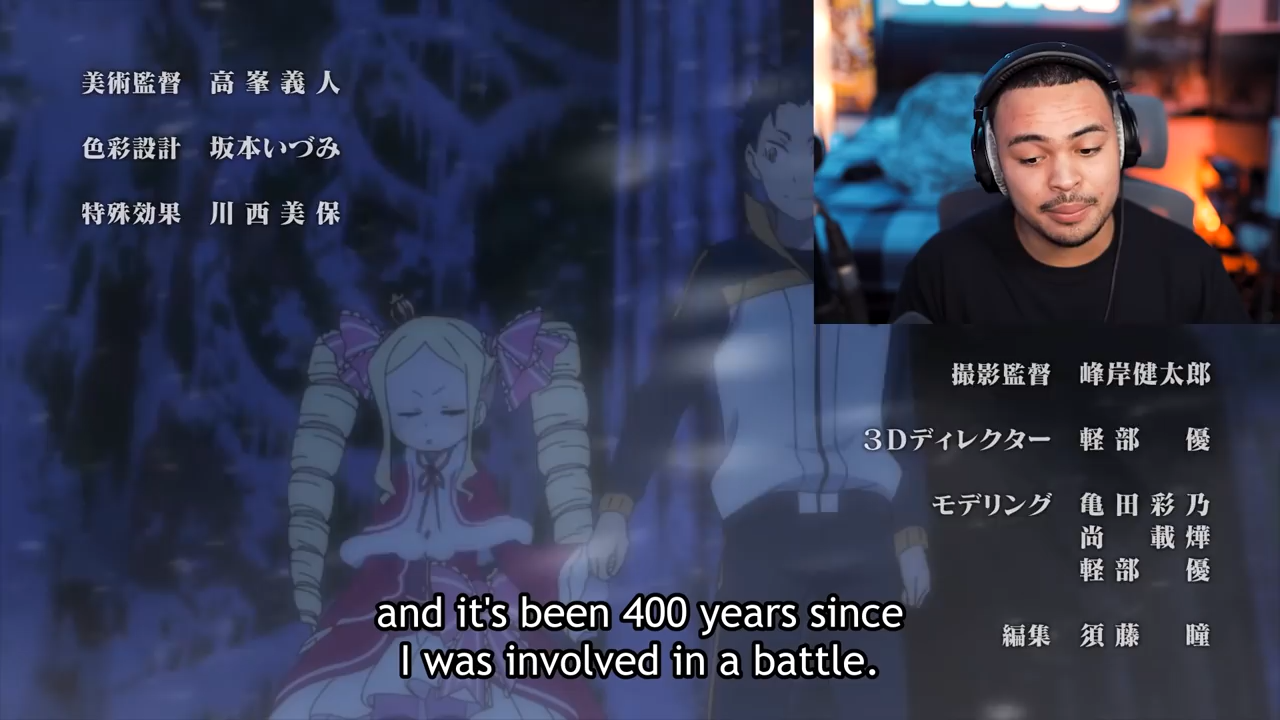 美術監督 高峯義人
色彩設計 坂本いづみ
特殊効果 川西美保
撮影監督 峰岸健太郎
3Dディレクター 軽部 優
モデリング 亀田彩乃
尚 載燁
軽部 優
編集 須藤 瞳
and it's been 400 years since
I was involved in a battle.